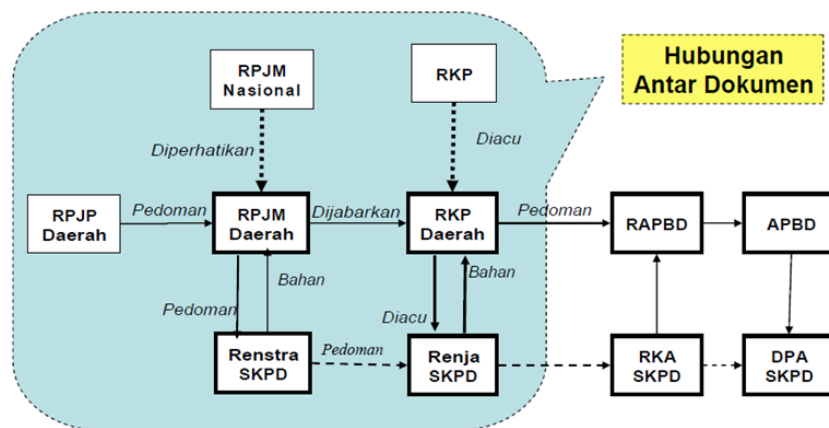 Hubungan
Antar Dokumen
RPJM
Nasional
RKP
Diperhatikan
Diacu
RPJP
Daerah
Pedoman
RPJM
Daerah
Dijabarkan
RKP
Daerah
Pedoman
RAPBD
APBD
Pedoman
Bahan
Diacu
Bahan
Renstra
SKPD
Pedoman
Renja
SKPD
RKA
SKPD
DPA
SKPD